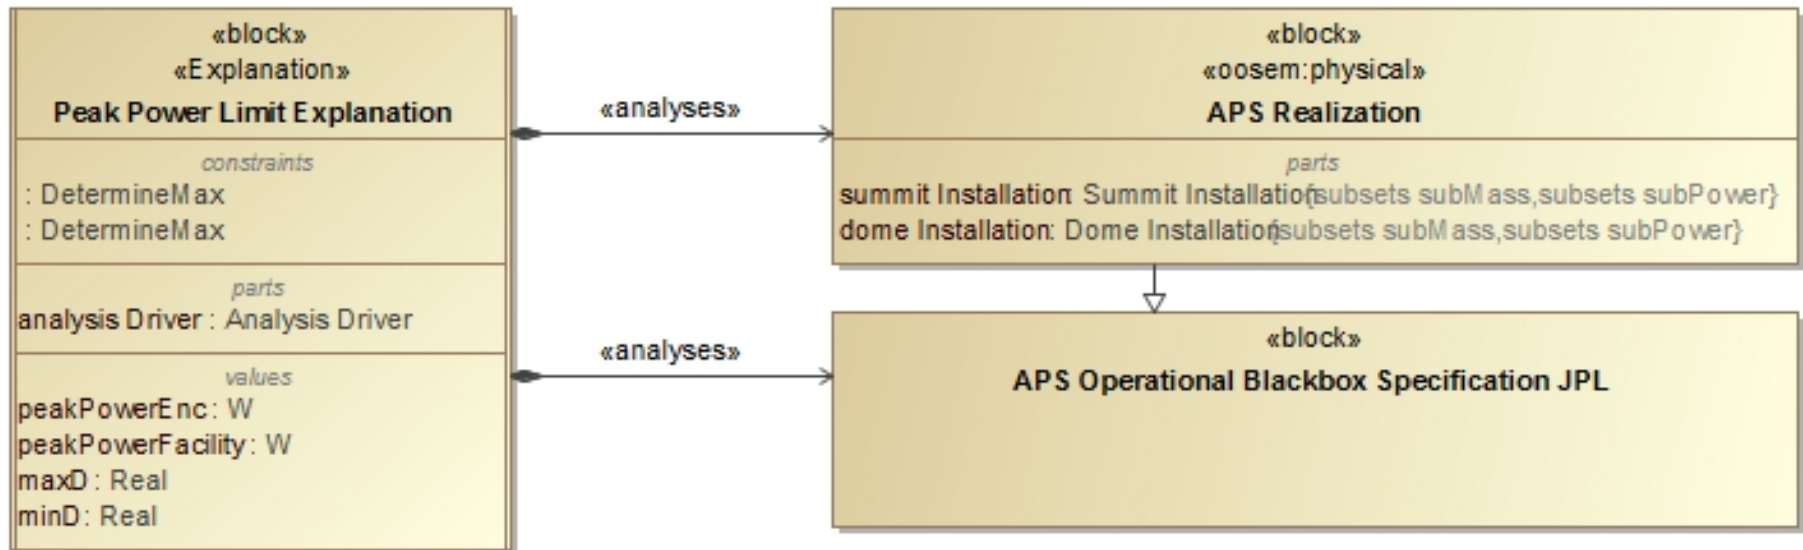 «block»
«Explanation»
Peak Power Limit Explanation
constraints
: DetermineMax
: DetermineMax
parts
analysis Driver : Analysis Driver
values
peakPowerEnc : W
peakPowerFacility : W
maxD : Real
minD : Real
«analyses»
«analyses»
«block»
«oosem:physical»
APS Realization
parts
summit Installation: Summit Installation{subsets subMass,subsets subPower}
dome Installation: Dome Installation{subsets subMass,subsets subPower}
«block»
APS Operational Blackbox Specification JPL